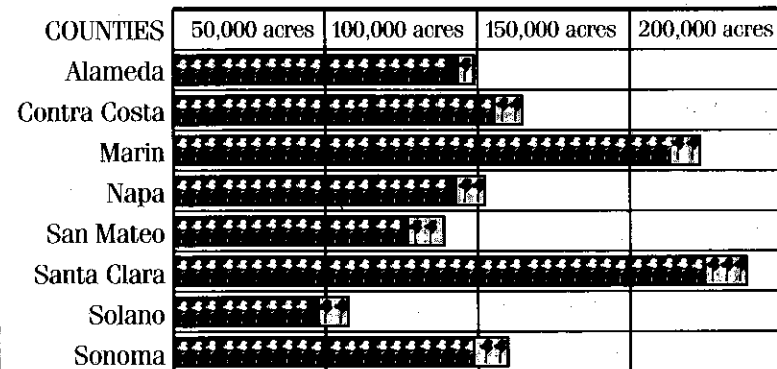 COUNTIES 50,000 acres 100,000 acres 150,000 acres 200,000 acres
Alameda
Contra Costa
Marin
Napa
San Mateo
Santa Clara
Solano
Sonoma